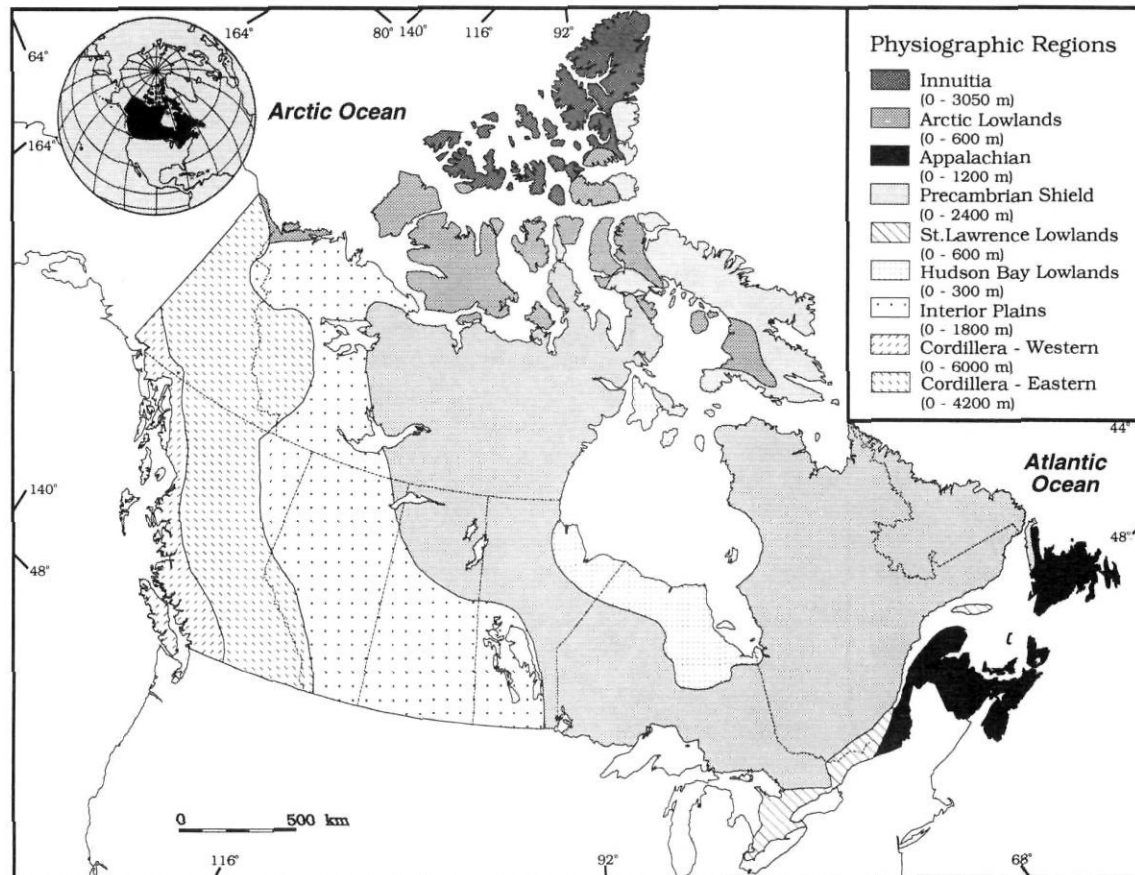 164°
80°
140°
116°
92°
64°
164°
Arctic Ocean
Physiographic Regions
Innuitia
(0 - 3050 m)
Arctic Lowlands
(0 - 600 m)
Appalachian
(0 - 1200 m)
Precambrian Shield
(0 - 2400 m)
St.Lawrence Lowlands
(0 - 600 m)
Hudson Bay Lowlands
(0 - 300 m)
Interior Plains
(0 - 1800 m)
Cordillera - Western
(0 - 6000 m)
Cordillera - Eastern
(0 - 4200 m)
44°
Atlantic
Ocean
140°
48°
48°
0 500 km
116°
92°
68°